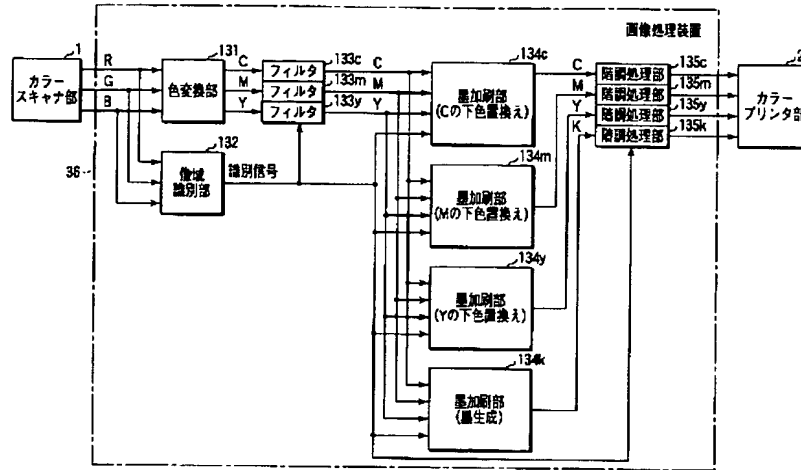 画像処理装置
1
カラー
スキャナ部
R
G
B
131
色変換部
C
M
Y
133c
フィルタ
133m
フィルタ
133y
フィルタ
132
領域
識別部
識別信号
36
C
M
Y
134c
墨加刷部
(Cの下色置換え)
134m
墨加刷部
(Mの下色置換え)
134y
墨加刷部
(Yの下色置換え)
134k
墨加刷部
(墨生成)
C
M
Y
K
135c
階調処理部
135m
階調処理部
135y
階調処理部
135k
階調処理部
2
カラー
プリンタ部